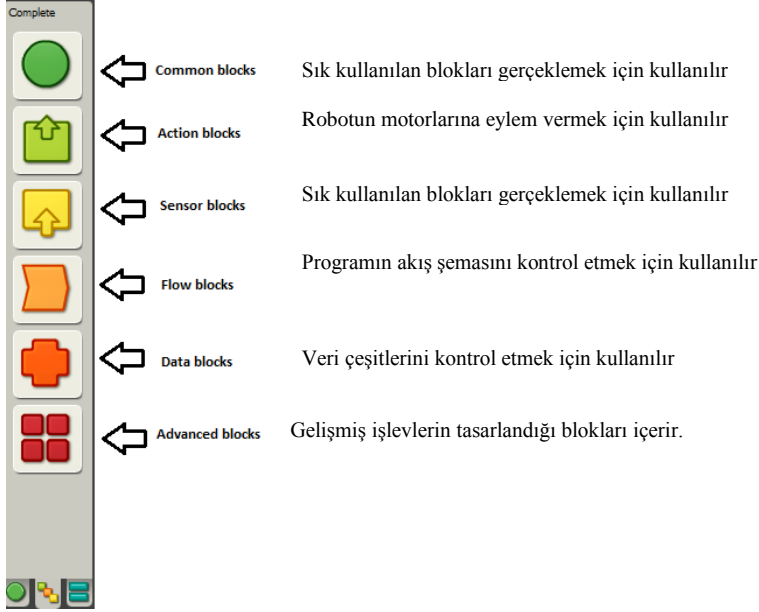 Complete
Common blocks Sık kullanılan blokları gerçeklemek için kullanılır
Action blocks Robotun motorlarına eylem vermek için kullanılır
Sensor blocks Sık kullanılan blokları gerçeklemek için kullanılır
Flow blocks Programın akış şemasını kontrol etmek için kullanılır
Data blocks Veri çeşitlerini kontrol etmek için kullanılır
Advanced blocks Gelişmiş işlevlerin tasarlandığı blokları içerir.